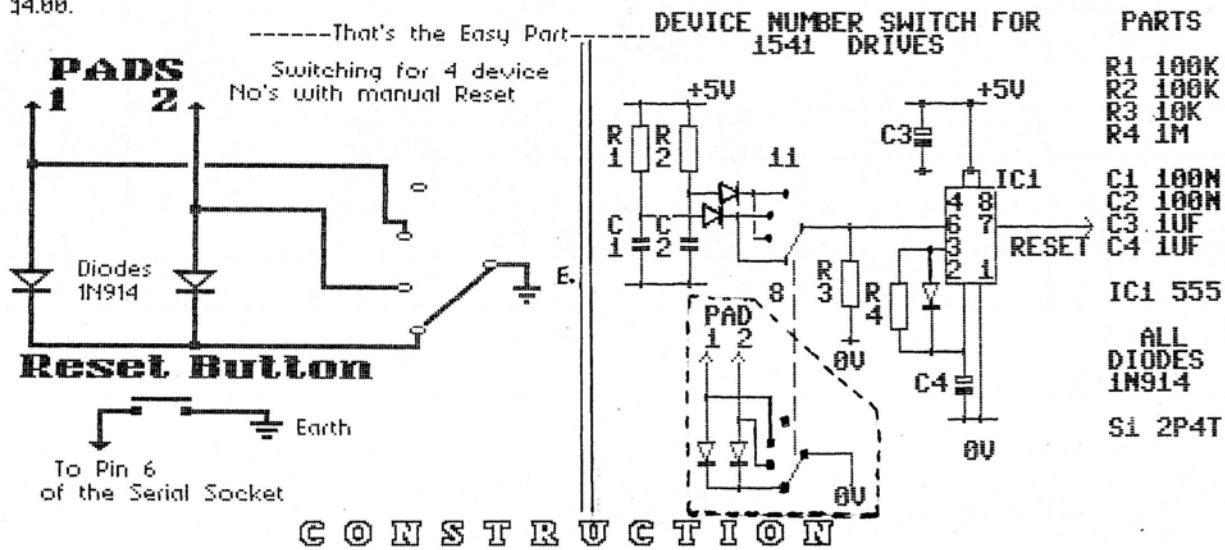 14.00.
------That's the Easy Part------
PADS
1 2
Switching for 4 device
No's with manual Reset
Diodes
1N914
E.
Reset Button
Earth
To Pin 6
of the Serial Socket
DEVICE NUMBER SWITCH FOR
1541 DRIVES
+5V
+5V
R
1
R
2
C
1
C
2
11
8
C3
IC1
4 8
6 7
3
2 1
RESET
R
3
R
4
0V
C4
0V
PAD
1 2
0V
PARTS
R1 100K
R2 100K
R3 10K
R4 1M
C1 100N
C2 100N
C3 1UF
C4 1UF
IC1 555
ALL
DIODES
1N914
S1 2P4T
CONSTRUCTION